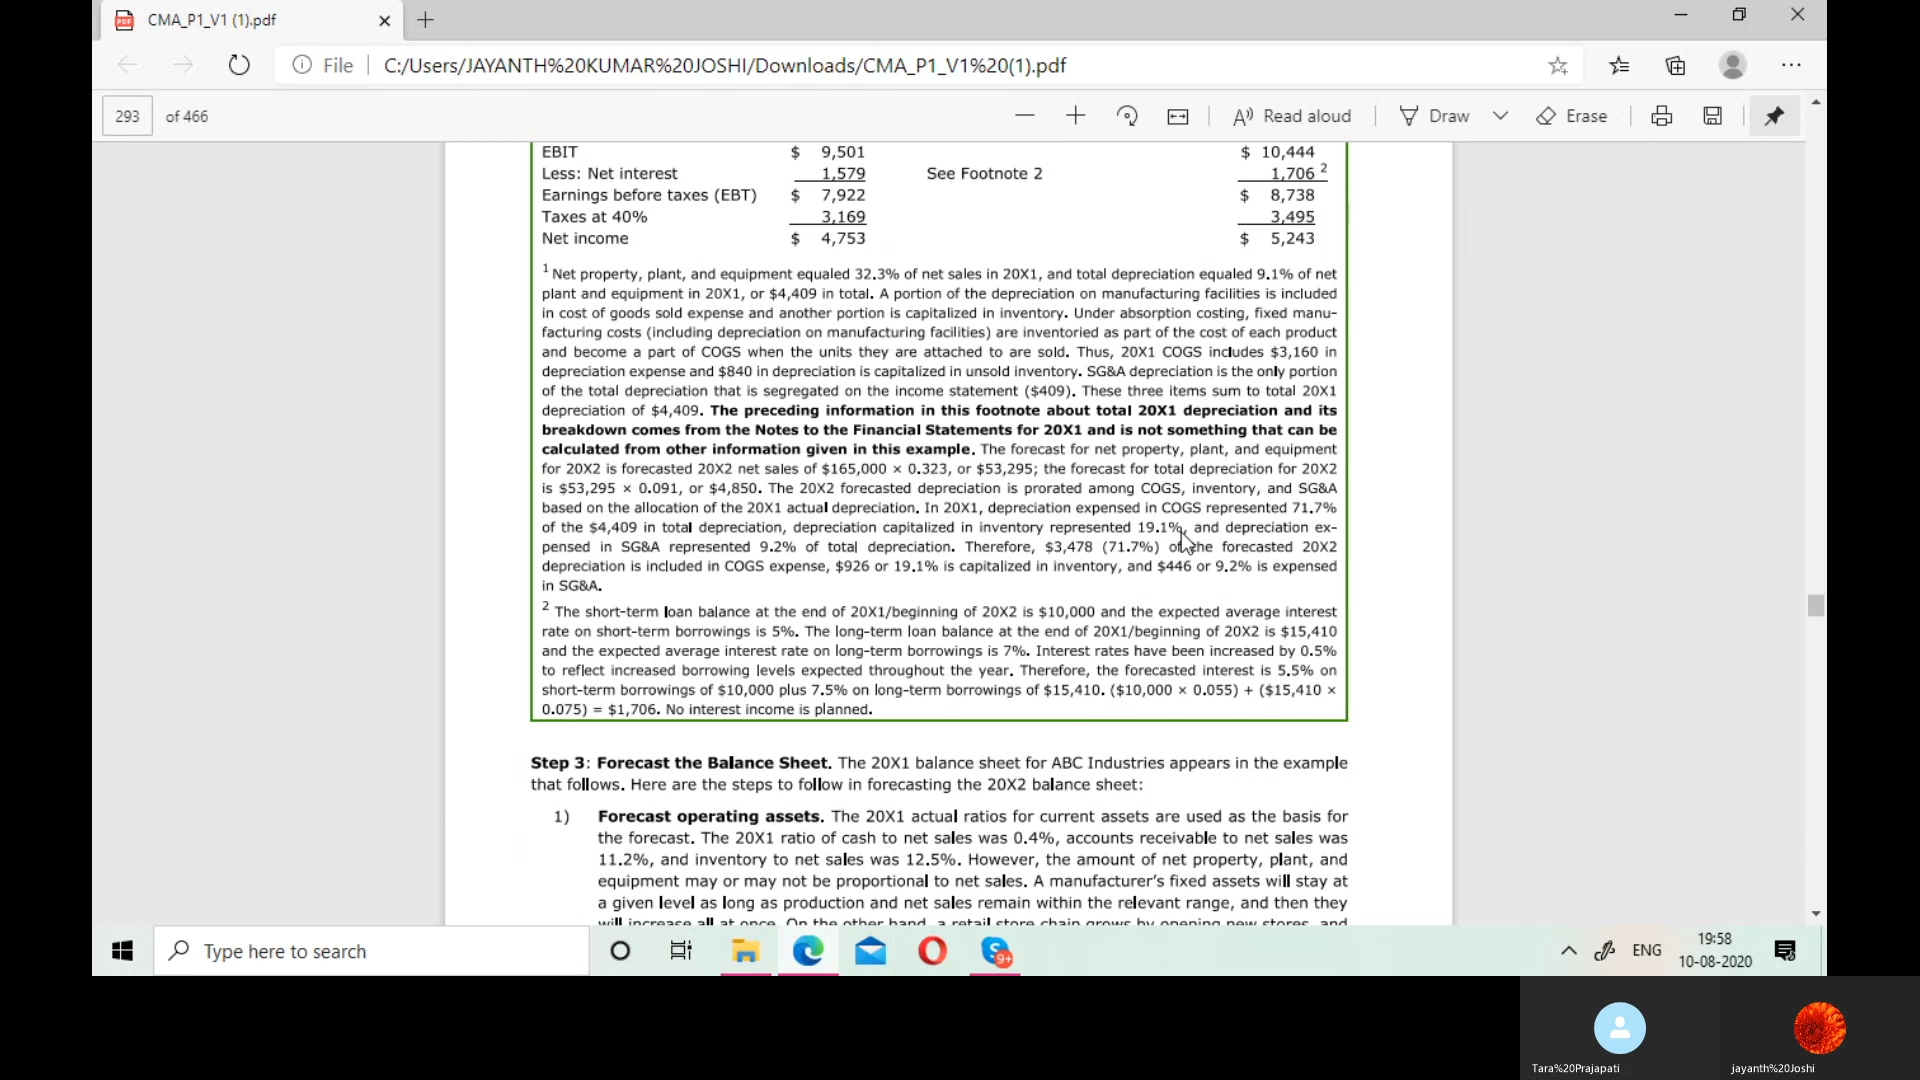 CMA_P1_V1 (1).pdf
File C:/Users/JAYANTH%20KUMAR%20JOSHI/Downloads/CMA_P1_V1%20(1).pdf
293 of 466 Read aloud Draw Erase
EBIT $ 9,501 $ 10,444
Less: Net interest 1,579 See Footnote 2 1,706 2
Earnings before taxes (EBT) $ 7,922 $ 8,738
Taxes at 40% 3,169 3,495
Net income $ 4,753 $ 5,243
1 Net property, plant, and equipment equaled 32.3% of net sales in 20X1, and total depreciation equaled 9.1% of net
plant and equipment in 20X1, or $4,409 in total. A portion of the depreciation on manufacturing facilities is included
in cost of goods sold expense and another portion is capitalized in inventory. Under absorption costing, fixed manu-
facturing costs (including depreciation on manufacturing facilities) are inventoried as part of the cost of each product
and become a part of COGS when the units they are attached to are sold. Thus, 20X1 COGS includes $3,160 in
depreciation expense and $840 in depreciation is capitalized in unsold inventory. SG&A depreciation is the only portion
of the total depreciation that is segregated on the income statement ($409). These three items sum to total 20X1
depreciation of $4,409. The preceding information in this footnote about total 20X1 depreciation and its
breakdown comes from the Notes to the Financial Statements for 20X1 and is not something that can be
calculated from other information given in this example. The forecast for net property, plant, and equipment
for 20X2 is forecasted 20X2 net sales of $165,000 × 0.323, or $53,295; the forecast for total depreciation for 20X2
is $53,295 × 0.091, or $4,850. The 20X2 forecasted depreciation is prorated among COGS, inventory, and SG&A
based on the allocation of the 20X1 actual depreciation. In 20X1, depreciation expensed in COGS represented 71.7%
of the $4,409 in total depreciation, depreciation capitalized in inventory represented 19.1%, and depreciation ex-
pensed in SG&A represented 9.2% of total depreciation. Therefore, $3,478 (71.7%) of the forecasted 20X2
depreciation is included in COGS expense, $926 or 19.1% is capitalized in inventory, and $446 or 9.2% is expensed
in SG&A.
2 The short-term loan balance at the end of 20X1/beginning of 20X2 is $10,000 and the expected average interest
rate on short-term borrowings is 5%. The long-term loan balance at the end of 20X1/beginning of 20X2 is $15,410
and the expected average interest rate on long-term borrowings is 7%. Interest rates have been increased by 0.5%
to reflect increased borrowing levels expected throughout the year. Therefore, the forecasted interest is 5.5% on
short-term borrowings of $10,000 plus 7.5% on long-term borrowings of $15,410. ($10,000 × 0.055) + ($15,410 ×
0.075) = $1,706. No interest income is planned.
Step 3: Forecast the Balance Sheet. The 20X1 balance sheet for ABC Industries appears in the example
that follows. Here are the steps to follow in forecasting the 20X2 balance sheet:
1) Forecast operating assets. The 20X1 actual ratios for current assets are used as the basis for
the forecast. The 20X1 ratio of cash to net sales was 0.4%, accounts receivable to net sales was
11.2%, and inventory to net sales was 12.5%. However, the amount of net property, plant, and
equipment may or may not be proportional to net sales. A manufacturer's fixed assets will stay at
a given level as long as production and net sales remain within the relevant range, and then they
will increase all at once. On the other hand, a retail store chain grows by opening new stores, and
Type here to search
9+
ENG
19:58
10-08-2020
Tara%20Prajapati
jayanth%20Joshi